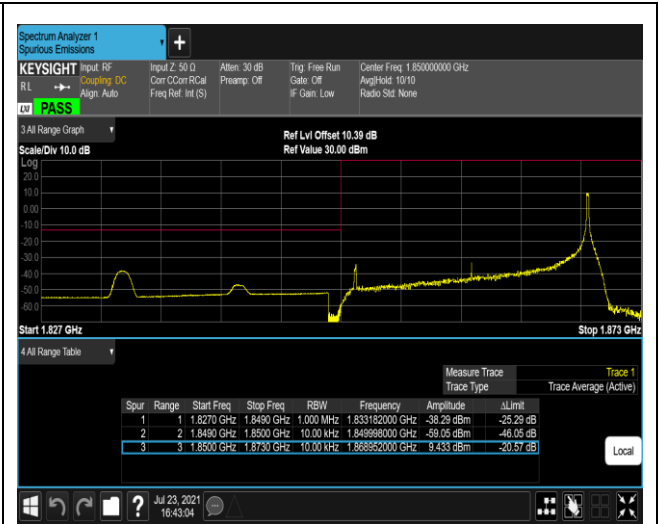 Spectrum Analyzer 1
Spurious Emissions
+
KEYSIGHT Input: RF Input Z: 50 Ω Atten: 30 dB Trig: Free Run Center Freq: 1.850000000 GHz
RL Coupling: DC Corr CCorr RCal Preamp: Off Gate: Off Avg|Hold: 10/10
Align: Auto Freq Ref: Int (S) IF Gain: Low Radio Std: None
LXI PASS
3 All Range Graph
Ref Lvl Offset 10.39 dB
Scale/Div 10.0 dB Ref Value 30.00 dBm
Log
20.0
10.0
0.00
-10.0
-20.0
-30.0
-40.0
-50.0
-60.0
Start 1.827 GHz Stop 1.873 GHz
4 All Range Table
Measure Trace Trace 1
Trace Type Trace Average (Active)
Spur Range Start Freq Stop Freq RBW Frequency Amplitude ΔLimit
1 1 1.8270 GHz 1.8490 GHz 1.000 MHz 1.833182000 GHz -38.29 dBm -25.29 dB
2 2 1.8490 GHz 1.8500 GHz 10.00 kHz 1.849998000 GHz -59.05 dBm -46.05 dB
3 3 1.8500 GHz 1.8730 GHz 10.00 kHz 1.868952000 GHz 9.433 dBm -20.57 dB
Local
? Jul 23, 2021
16:43:04